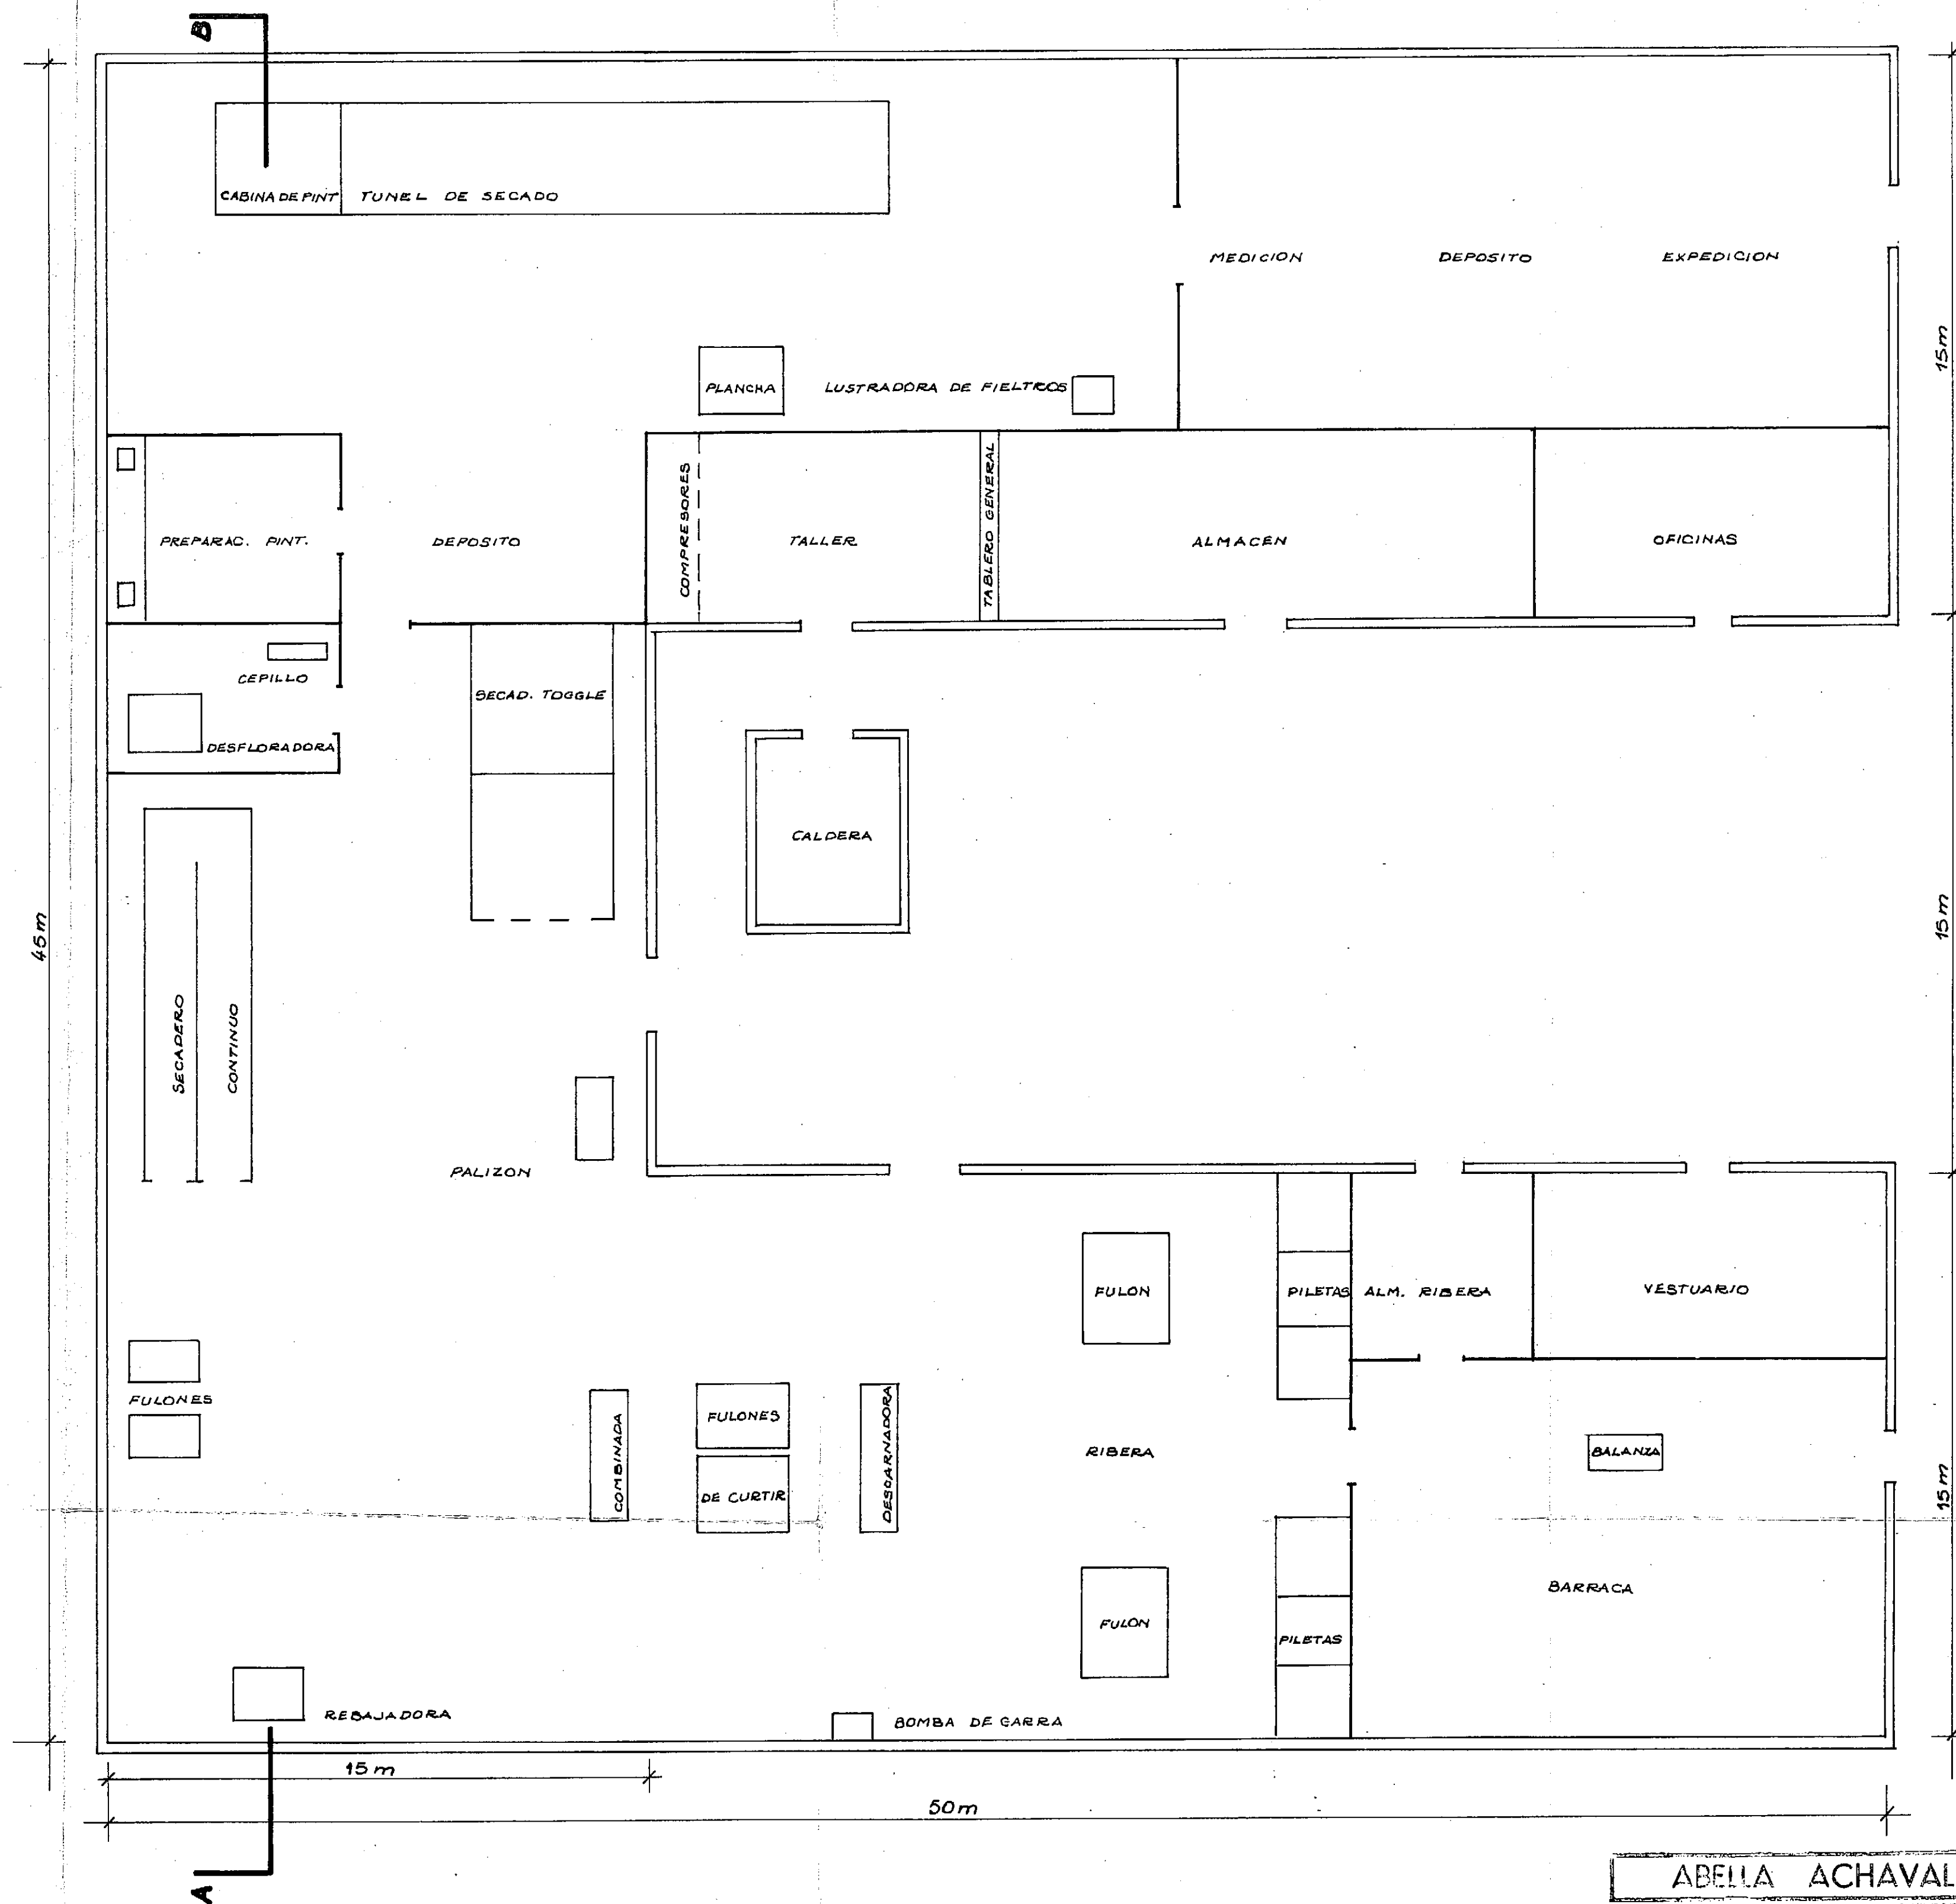 B
CABINA DE PINT
TUNEL DE SECADO
MEDICION
DEPOSITO
EXPEDICION
15m
PLANCHA
LUSTRADORA DE FIELTROS
PREPARAC. PINT.
DEPOSITO
COMPRESORES
TALLER
TABLERO GENERAL
ALMACEN
OFICINAS
CEPILLO
DESFLORADORA
SECAD. TOGGLE
CALDERA
45m
15m
SECADERO
CONTINUO
PALIZON
FULON
PILETAS
ALM. RIBERA
VESTUARIO
FULONES
COMBINADA
FULONES
DE CURTIR
DESCARNADORA
RIBERA
BALANZA
15m
BARRACA
FULON
PILETAS
REBAJADORA
BOMBA DE GARRA
15m
50m
A
ABELLA ACHAVAL